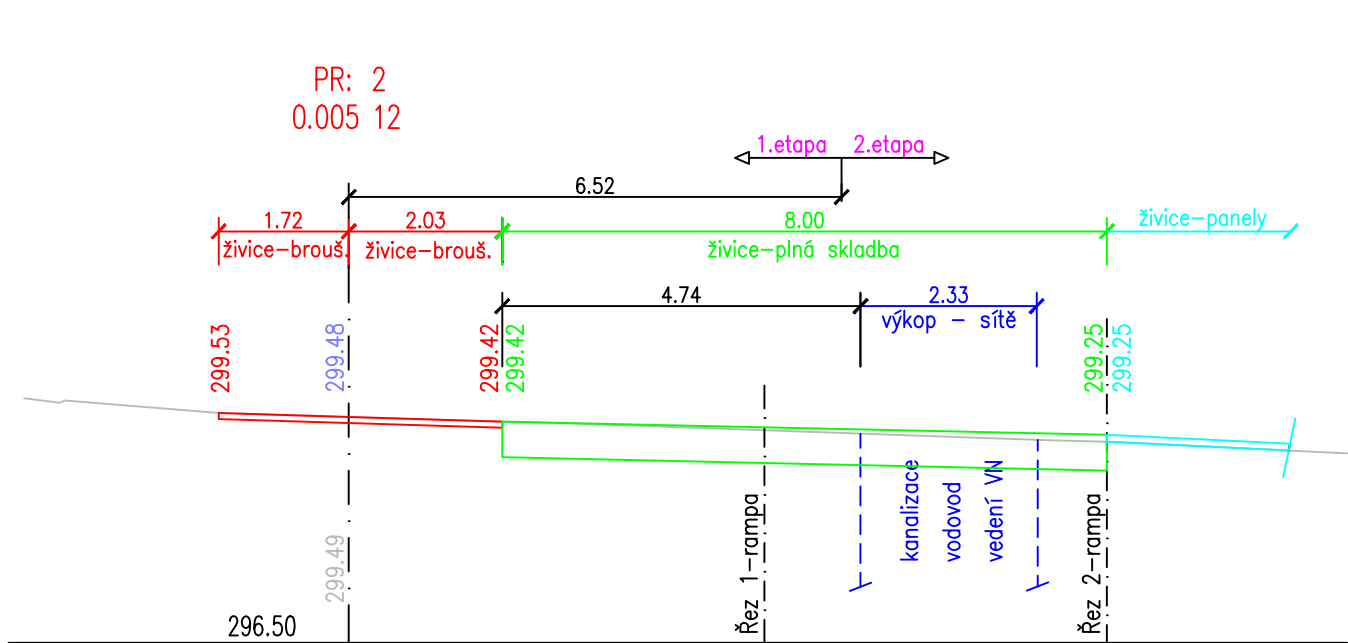 PR: 2
0.005 12
1.etapa 2.etapa
6.52
1.72 2.03 8.00 živice-panely
živice-brouš. živice-brouš. živice-plná skladba
4.74 2.33
výkop - sítě
299.53
299.48
299.42
299.42
299.25
299.25
kanalizace
vodovod
vedení VN
299.49
Řez 1-rampa
Řez 2-rampa
296.50